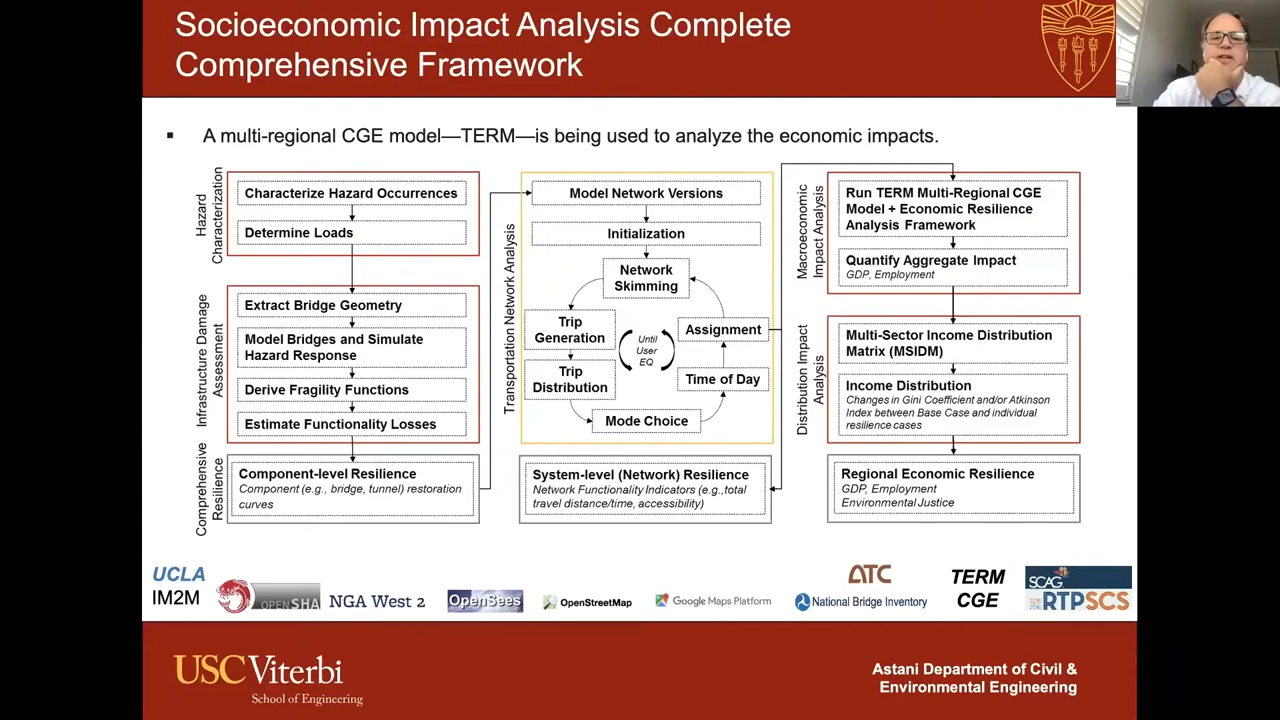 Socioeconomic Impact Analysis Complete
Comprehensive Framework
▪ A multi-regional CGE model—TERM—is being used to analyze the economic impacts.
Hazard
Characterization
Characterize Hazard Occurrences
Determine Loads
Infrastructure Damage
Assessment
Extract Bridge Geometry
Model Bridges and Simulate
Hazard Response
Derive Fragility Functions
Estimate Functionality Losses
Comprehensive
Resilience
Component-level Resilience
Component (e.g., bridge, tunnel) restoration
curves
Transportation Network Analysis
Model Network Versions
Initialization
Network
Skimming
Trip
Generation
Trip
Distribution
Mode Choice
Time of Day
Assignment
Until
User
EQ
System-level (Network) Resilience
Network Functionality Indicators (e.g.,total
travel distance/time, accessibility)
Macroeconomic
Impact Analysis
Run TERM Multi-Regional CGE
Model + Economic Resilience
Analysis Framework
Quantify Aggregate Impact
GDP, Employment
Distribution Impact
Analysis
Multi-Sector Income Distribution
Matrix (MSIDM)
Income Distribution
Changes in Gini Coefficient and/or Atkinson
Index between Base Case and individual
resilience cases
Regional Economic Resilience
GDP, Employment
Environmental Justice
UCLA
IM2M
OPENSHA
NGA West 2
OpenSees
OpenStreetMap
Google Maps Platform
ATC
National Bridge Inventory
TERM
CGE
SCAG
RTPSCS
USC Viterbi
School of Engineering
Astani Department of Civil &
Environmental Engineering